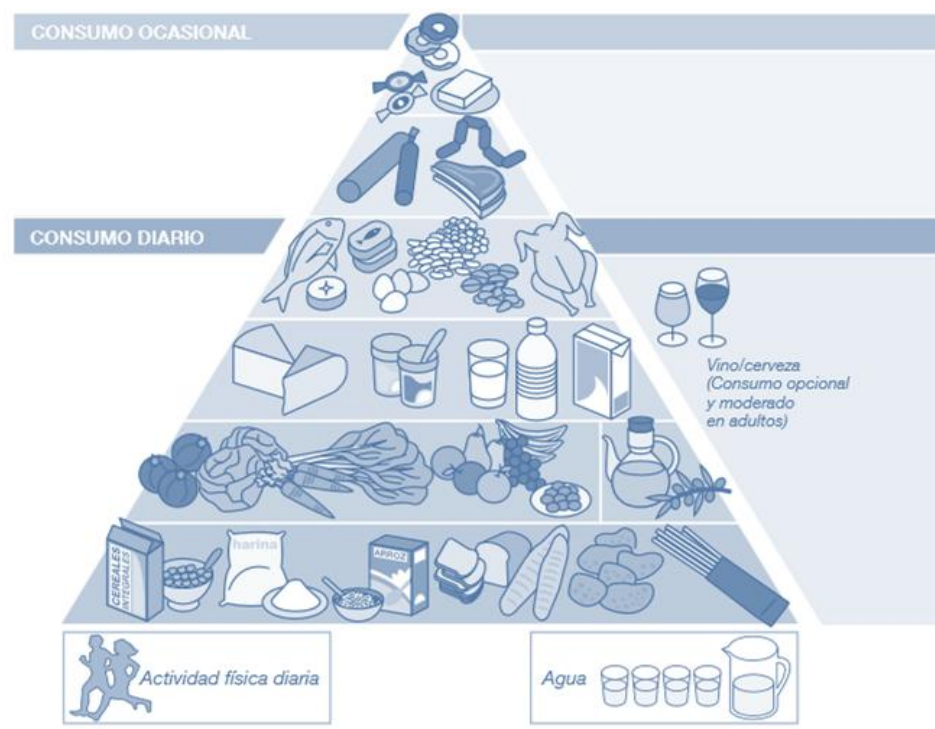 CONSUMO OCASIONAL
CONSUMO DIARIO
Vino/cerveza
(Consumo opcional
y moderado
en adultos)
CEREALES
INTEGRALES
harina
ARROZ
Actividad física diaria
Agua